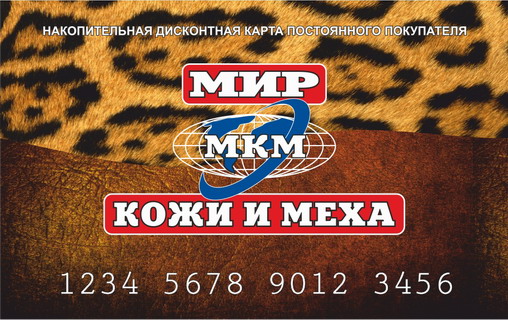 НАКОПИТЕЛЬНАЯ ДИСКОНТНАЯ КАРТА ПОСТОЯННОГО ПОКУПАТЕЛЯ
МИР
МКМ
КОЖИ И МЕХА
1234 5678 9012 3456